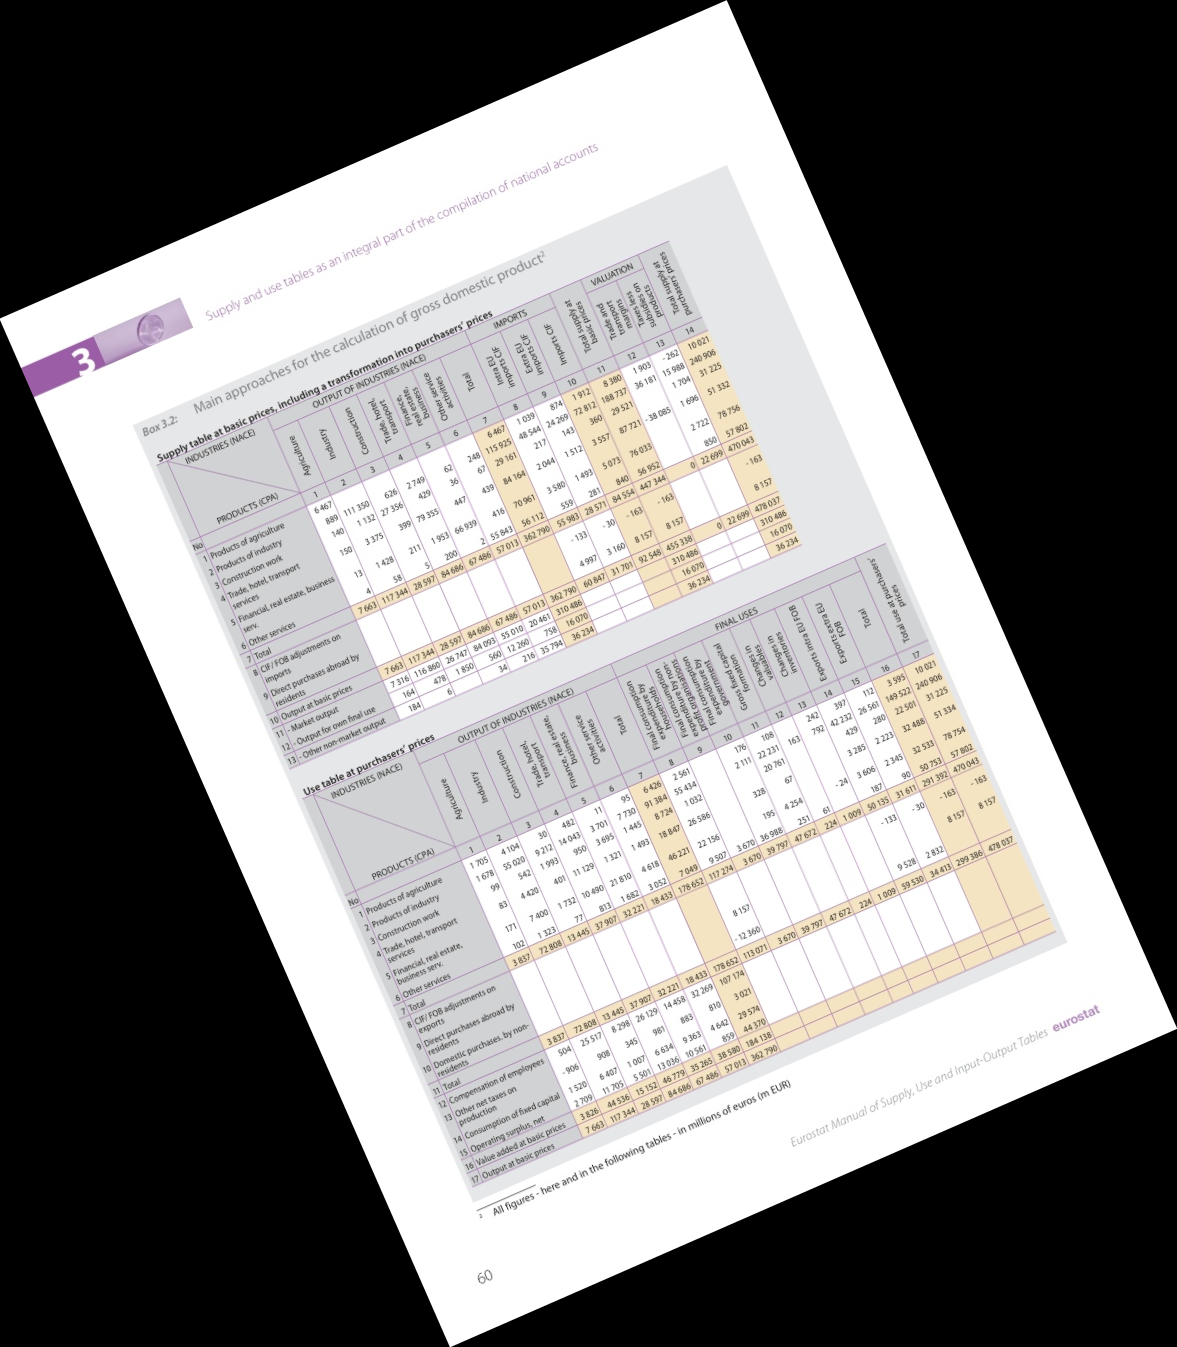 3
Supply and use tables as an integral part of the compilation of national accounts
Box 3.2: Main approaches for the calculation of gross domestic product2
Supply table at basic prices, including a transformation into purchasers' prices
INDUSTRIES (NACE) OUTPUT OF INDUSTRIES (NACE) IMPORTS VALUATION
No PRODUCTS (CPA) Agriculture Industry Construction Trade, hotel, transport Finance, real estate, business Other service activities Total Intra EU imports CIF Extra EU imports CIF Imports CIF Total supply at basic prices Trade and transport margins Taxes less subsidies on products Total supply at purchasers prices
1 2 3 4 5 6 7 8 9 10 11 12 13 14
1 Products of agriculture 6 467 6 467 1 039 874 1 912 8 380 1 903 - 262 10 021
2 Products of industry 889 111 350 626 2 749 62 248 115 925 48 544 24 269 72 812 188 737 36 181 15 988 240 906
3 Construction work 140 1 132 27 356 429 36 67 29 161 217 143 360 29 521 1 704 31 225
4 Trade, hotel, transport services 150 3 375 399 79 355 447 439 84 164 2 044 1 512 3 557 87 721 - 38 085 1 696 51 332
5 Financial, real estate, business serv. 13 1 428 211 1 953 66 939 416 70 961 3 580 1 493 5 073 76 033 2 722 78 756
6 Other services 4 58 5 200 2 55 843 56 112 559 281 840 56 952 850 57 802
7 Total 7 663 117 344 28 597 84 686 67 486 57 013 362 790 55 983 28 571 84 554 447 344 0 22 699 470 043
8 CIF/ FOB adjustments on imports - 133 - 30 - 163 - 163 - 163
9 Direct purchases abroad by residents 4 997 3 160 8 157 8 157 8 157
10 Output at basic prices 7 663 117 344 28 597 84 686 67 486 57 013 362 790 60 847 31 701 92 548 455 338 0 22 699 478 037
11 - Market output 7 316 116 860 26 747 84 093 55 010 20 461 310 486 310 486 310 486
12 - Output for own final use 164 478 1 850 560 12 260 758 16 070 16 070 16 070
13 - Other non-market output 184 6 34 216 35 794 36 234 36 234 36 234
Use table at purchasers' prices
INDUSTRIES (NACE) OUTPUT OF INDUSTRIES (NACE) FINAL USES
No PRODUCTS (CPA) Agriculture Industry Construction Trade, hotel, transport Finance, real estate, business Other service activities Total Final consumption expenditure by households Final consumption expenditure by non-profit organisations Final consumption expenditure by government Gross fixed capital formation Changes in valuables Changes in inventories Exports intra EU FOB Exports extra EU FOB Total Total use at purchasers' prices
1 2 3 4 5 6 7 8 9 10 11 12 13 14 15 16 17
1 Products of agriculture 1 705 4 104 30 482 11 95 6 426 2 561 176 108 242 397 112 3 595 10 021
2 Products of industry 1 678 55 020 9 212 14 043 3 701 7 730 91 384 55 434 2 111 22 231 163 792 42 232 26 561 149 522 240 906
3 Construction work 99 542 1 993 950 3 695 1 445 8 724 1 032 20 761 429 280 22 501 31 225
4 Trade, hotel, transport services 83 4 420 401 11 129 1 321 1 493 18 847 26 586 328 67 3 285 2 223 32 488 51 334
5 Financial, real estate, business serv. 171 7 400 1 732 10 490 21 810 4 618 46 221 22 156 195 4 254 - 24 3 606 2 345 32 533 78 754
6 Other services 102 1 323 77 813 1 682 3 052 7 049 9 507 3 670 36 988 251 61 187 90 50 753 57 802
7 Total 3 837 72 808 13 445 37 907 32 221 18 433 178 652 117 274 3 670 39 797 47 672 224 1 009 50 135 31 611 291 392 470 043
8 CIF/ FOB adjustments on exports - 133 - 30 - 163 - 163
9 Direct purchases abroad by residents 8 157 8 157 8 157
10 Domestic purchases, by non-residents - 12 360 9 528 2 832
11 Total 3 837 72 808 13 445 37 907 32 221 18 433 178 652 113 071 3 670 39 797 47 672 224 1 009 59 530 34 413 299 386 478 037
12 Compensation of employees 504 25 517 8 298 26 129 14 458 32 269 107 174
13 Other net taxes on production - 906 908 345 981 883 810 3 021
14 Consumption of fixed capital 1 520 6 407 1 007 6 634 9 363 4 642 29 574
15 Operating surplus, net 2 709 11 705 5 501 13 036 10 561 859 44 370
16 Value added at basic prices 3 826 44 536 15 152 46 779 35 265 38 580 184 138
17 Output at basic prices 7 663 117 344 28 597 84 686 67 486 57 013 362 790
2 All figures - here and in the following tables - in millions of euros (m EUR)
60
Eurostat Manual of Supply, Use and Input-Output Tables eurostat